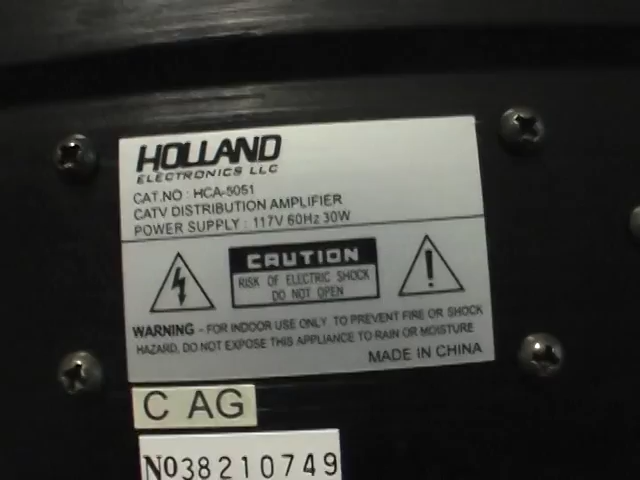 HOLLAND
ELECTRONICS LLC
CAT.NO : HCA-5051
CATV DISTRIBUTION AMPLIFIER
POWER SUPPLY : 117V 60Hz 30W
CAUTION
RISK OF ELECTRIC SHOCK
DO NOT OPEN
WARNING - FOR INDOOR USE ONLY TO PREVENT FIRE OR SHOCK
HAZARD, DO NOT EXPOSE THIS APPLIANCE TO RAIN OR MOISTURE
MADE IN CHINA
C AG
No38210749